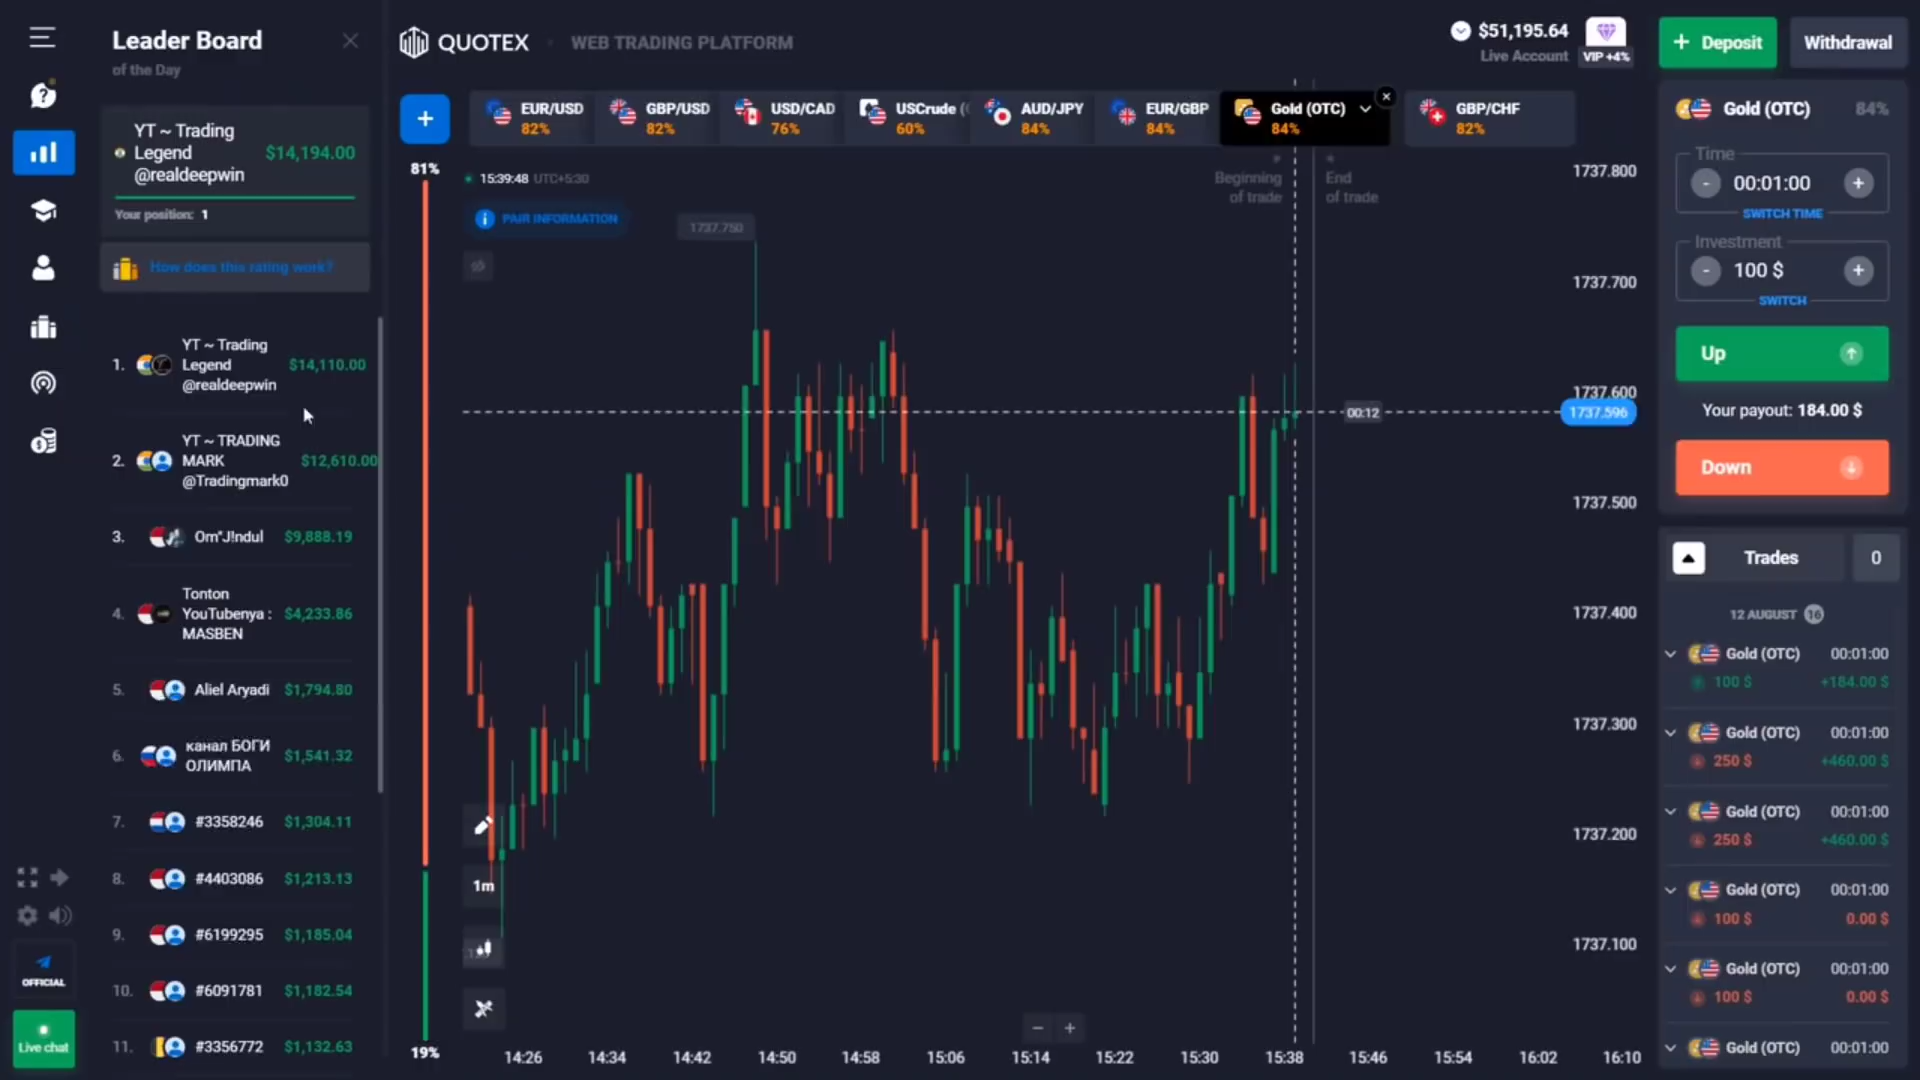 Leader Board
of the Day
YT ~ Trading
Legend
@realdeepwin
$14,194.00
Your position: 1
How does this rating work?
1. YT ~ Trading
Legend
@realdeepwin
$14,110.00
2. YT ~ TRADING
MARK
@Tradingmark0
$12,610.00
3. Om"J!ndul $9,888.19
4. Tonton
YouTubenya :
MASBEN
$4,233.86
5. Aliel Aryadi $1,794.80
6. канал БОГИ
ОЛИМПА
$1,541.32
7. #3358246 $1,304.11
8. #4403086 $1,213.13
9. #6199295 $1,185.04
10. #6091781 $1,182.54
11. #3356772 $1,132.63
OFFICIAL
Live chat
QUOTEX
WEB TRADING PLATFORM
$51,195.64
Live Account
VIP +4%
+ Deposit
Withdrawal
+
EUR/USD
82%
GBP/USD
82%
USD/CAD
76%
USCrude (
60%
AUD/JPY
84%
EUR/GBP
84%
Gold (OTC)
84%
GBP/CHF
82%
81%
19%
15:39:48 UTC+5:30
PAIR INFORMATION
1737.750
Beginning
of trade
End
of trade
00:12
1737.800
1737.700
1737.600
1737.596
1737.500
1737.400
1737.300
1737.200
1737.100
1m
- +
14:26 14:34 14:42 14:50 14:58 15:06 15:14 15:22 15:30 15:38 15:46 15:54 16:02 16:10
Gold (OTC) 84%
Time
- 00:01:00 +
SWITCH TIME
Investment
- 100 $ +
SWITCH
Up
Your payout: 184.00 $
Down
Trades 0
12 AUGUST 16
Gold (OTC) 00:01:00
100 $ +184.00 $
Gold (OTC) 00:01:00
250 $ +460.00 $
Gold (OTC) 00:01:00
250 $ +460.00 $
Gold (OTC) 00:01:00
100 $ 0.00 $
Gold (OTC) 00:01:00
100 $ 0.00 $
Gold (OTC) 00:01:00